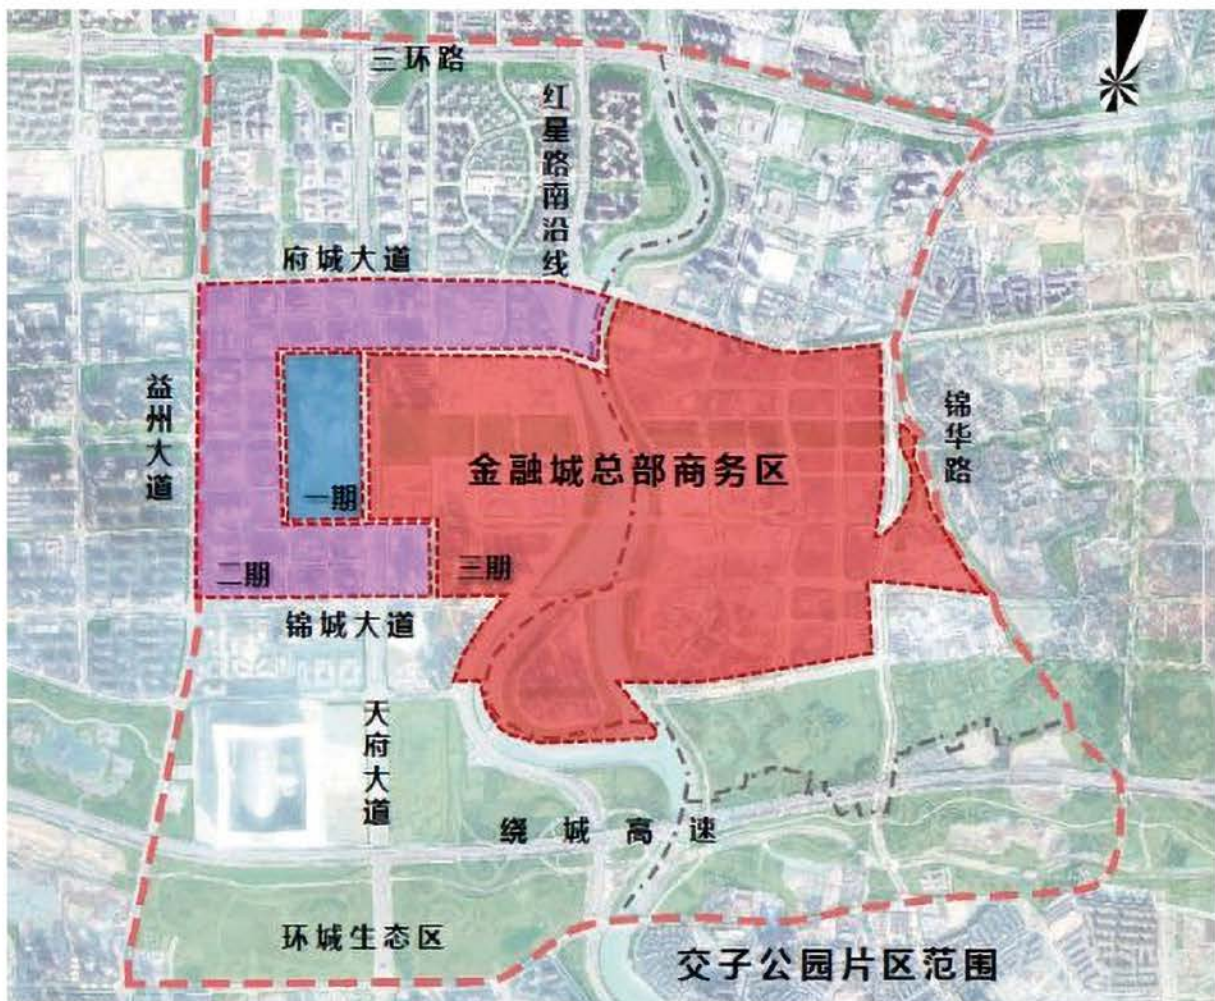 三环路
红星路南沿线
府城大道
益州大道
锦华路
金融城总部商务区
一期
二期
三期
锦城大道
天府大道
绕城高速
环城生态区
交子公园片区范围